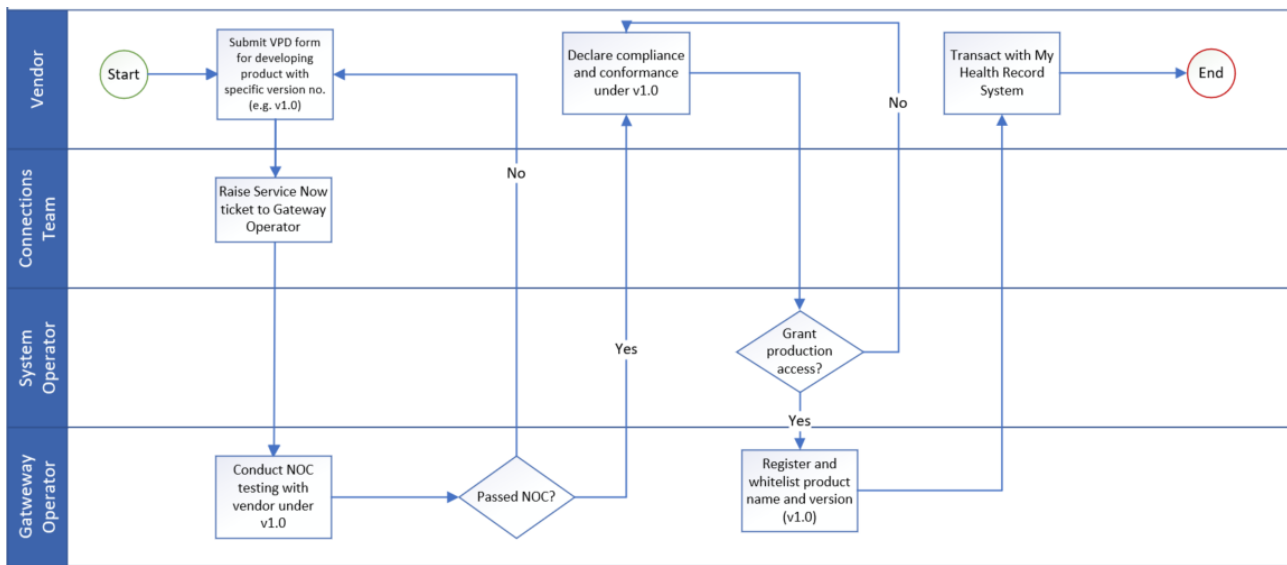 Vendor
Start
Submit VPD form
for developing
product with
specific version no.
(e.g. v1.0)
Declare compliance
and conformance
under v1.0
No
Transact with My
Health Record
System
End
Connections
Team
Raise Service Now
ticket to Gateway
Operator
No
System
Operator
Yes
Grant
production
access?
Yes
Gatweway
Operator
Conduct NOC
testing with
vendor under
v1.0
Passed NOC?
Register and
whitelist product
name and version
(v1.0)